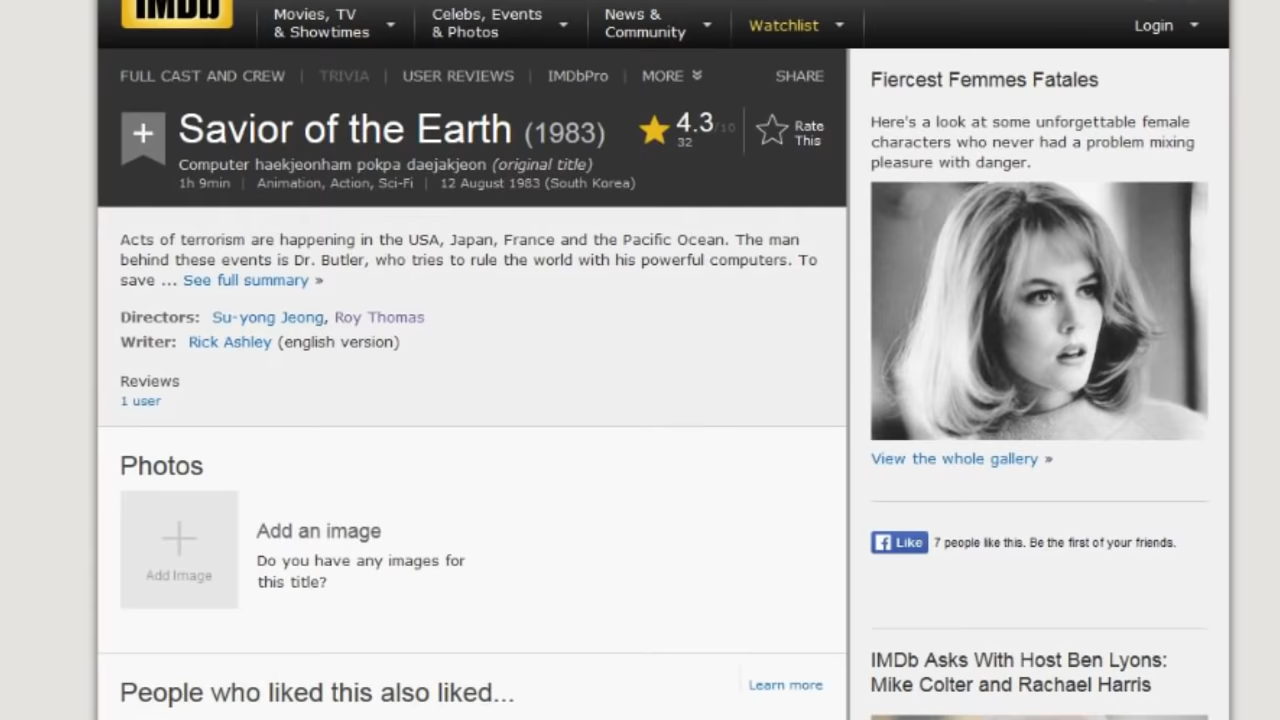 IMDb
Movies, TV
& Showtimes
Celebs, Events
& Photos
News &
Community
Watchlist
Login
FULL CAST AND CREW | TRIVIA | USER REVIEWS | IMDbPro | MORE
SHARE
+ Savior of the Earth (1983)
4.3/10
32
Rate
This
Computer haekjeonham pokpa daejakjeon (original title)
1h 9min | Animation, Action, Sci-Fi | 12 August 1983 (South Korea)
Acts of terrorism are happening in the USA, Japan, France and the Pacific Ocean. The man
behind these events is Dr. Butler, who tries to rule the world with his powerful computers. To
save ... See full summary »
Directors: Su-yong Jeong, Roy Thomas
Writer: Rick Ashley (english version)
Reviews
1 user
Photos
Add Image
Add an image
Do you have any images for
this title?
People who liked this also liked...
Learn more
Fiercest Femmes Fatales
Here's a look at some unforgettable female
characters who never had a problem mixing
pleasure with danger.
View the whole gallery »
f Like 7 people like this. Be the first of your friends.
IMDb Asks With Host Ben Lyons:
Mike Colter and Rachael Harris